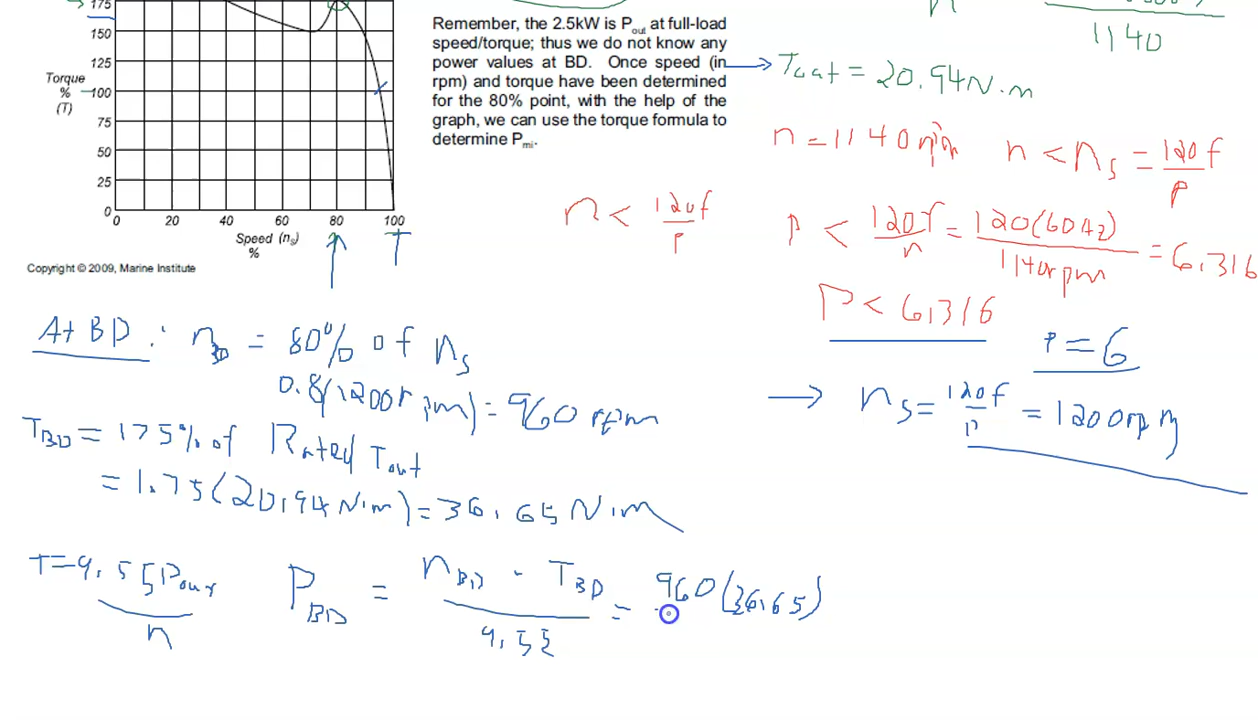 175
150
125
Torque
% 100
(T)
75
50
25
0
0 20 40 60 80 100
Speed (ns)
%
Copyright © 2009, Marine Institute
Remember, the 2.5kW is Pout at full-load
speed/torque; thus we do not know any
power values at BD. Once speed (in
rpm) and torque have been determined
for the 80% point, with the help of the
graph, we can use the torque formula to
determine Pmi.
n
1140
Tout = 20.94 N·m
n = 1140 rpm n < ns = 120f/P
n < 120f/P
P < 120f/n = 120(60Hz)/1140rpm = 6.316
P < 6.316
P = 6
→ ns = 120f/P = 1200rpm
At BD: nBD = 80% of ns
0.8(1200rpm) = 960 rpm
TBD = 175% of Rated Tout
= 1.75(20.94 N·m) = 36.65 N·m
T = 9.55Pout/n PBD = nBD · TBD/9.55 = 960(36.65)